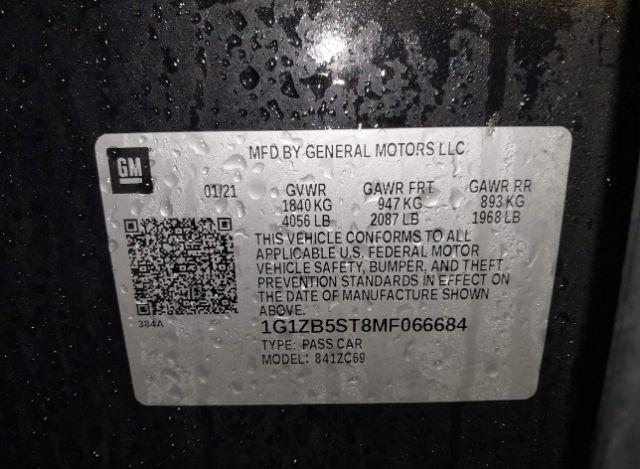 MFD BY GENERAL MOTORS LLC
GM
01/21 GVWR GAWR FRT GAWR RR
1840 KG 947 KG 893 KG
4056 LB 2087 LB 1968 LB
THIS VEHICLE CONFORMS TO ALL
APPLICABLE U.S. FEDERAL MOTOR
VEHICLE SAFETY, BUMPER, AND THEFT
PREVENTION STANDARDS IN EFFECT ON
THE DATE OF MANUFACTURE SHOWN
ABOVE.
384A
1G1ZB5ST8MF066684
TYPE: PASS CAR
MODEL: 841ZC69